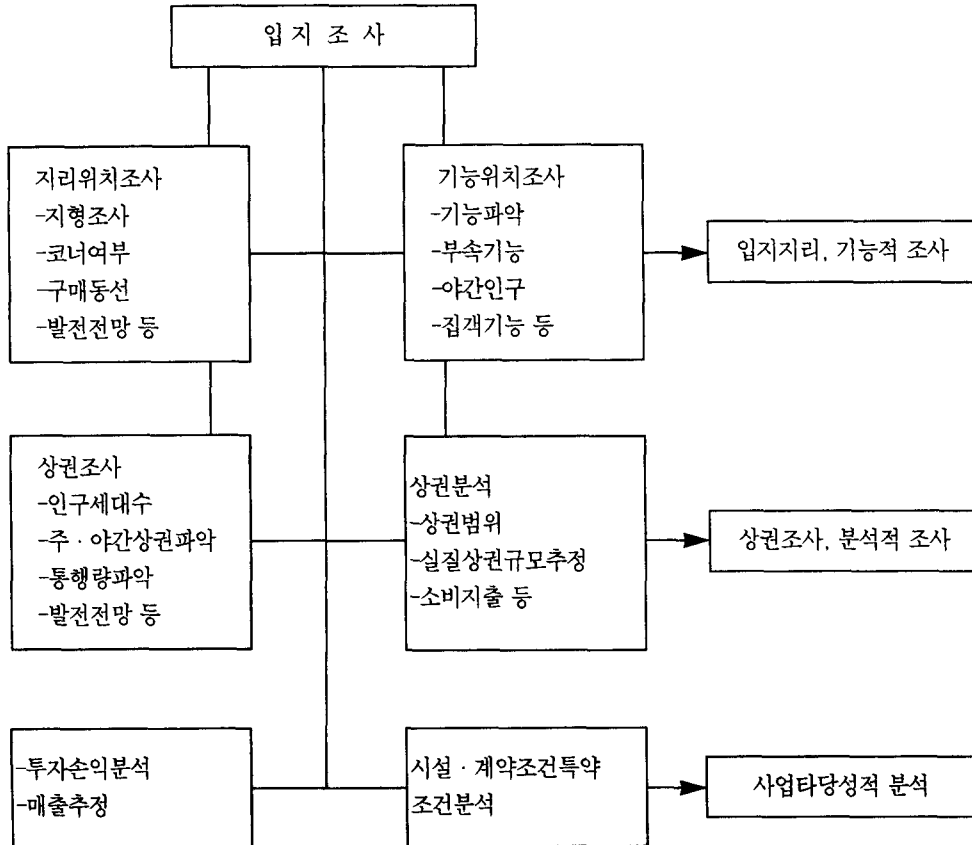 입 지 조 사
지리위치조사
-지형조사
-코너여부
-구매동선
-발전전망 등
기능위치조사
-기능파악
-부속기능
-야간인구
-집객기능 등
입지지리, 기능적 조사
상권조사
-인구세대수
-주 · 야간상권파악
-통행량파악
-발전전망 등
상권분석
-상권범위
-실질상권규모추정
-소비지출 등
상권조사, 분석적 조사
-투자손익분석
-매출추정
시설 · 계약조건특약
조건분석
사업타당성적 분석